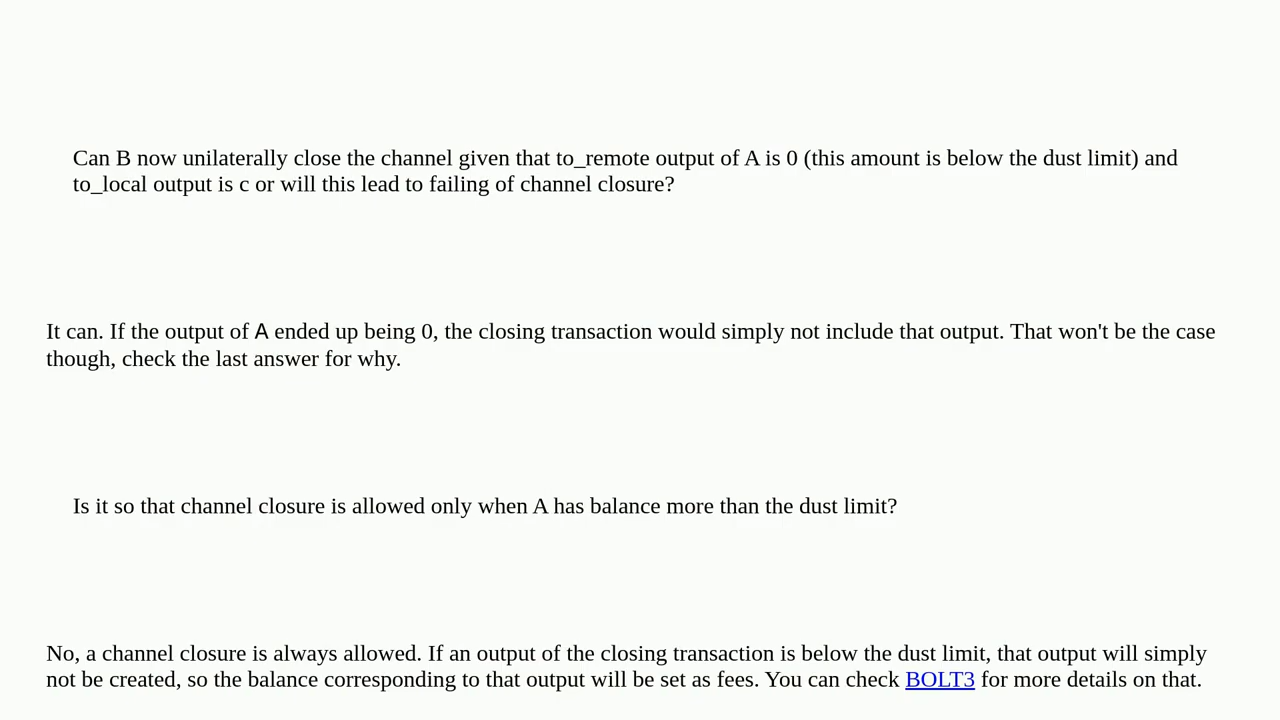 Can B now unilaterally close the channel given that to_remote output of A is 0 (this amount is below the dust limit) and
to_local output is c or will this lead to failing of channel closure?
It can. If the output of A ended up being 0, the closing transaction would simply not include that output. That won't be the case
though, check the last answer for why.
Is it so that channel closure is allowed only when A has balance more than the dust limit?
No, a channel closure is always allowed. If an output of the closing transaction is below the dust limit, that output will simply
not be created, so the balance corresponding to that output will be set as fees. You can check BOLT3 for more details on that.